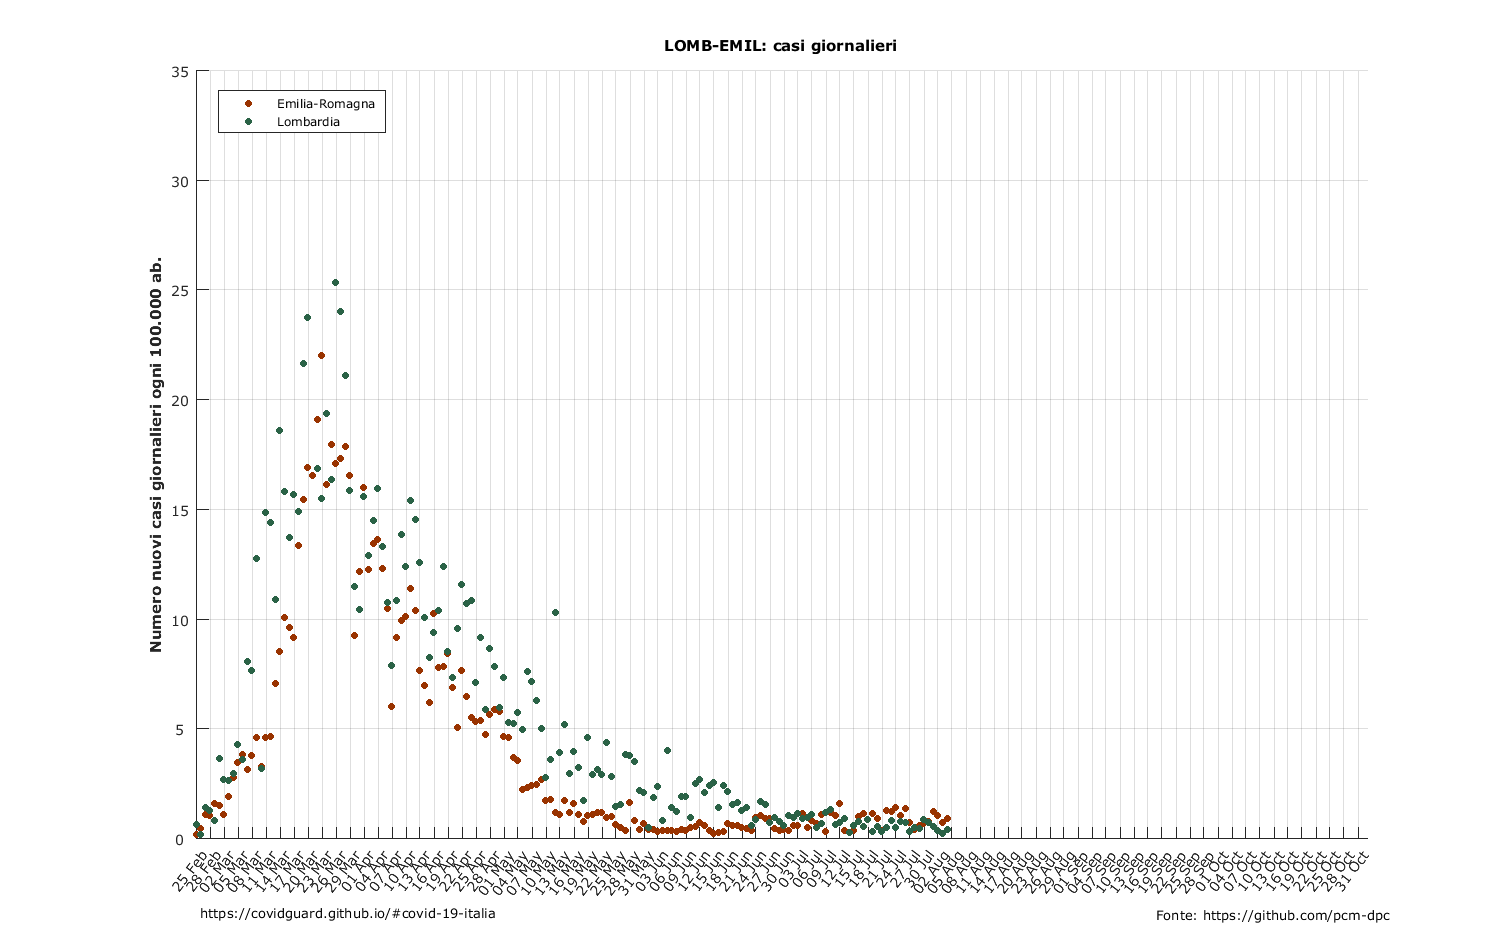 LOMB-EMIL: casi giornalieri
Emilia-Romagna
Lombardia
Numero nuovi casi giornalieri ogni 100.000 ab.
35
30
25
20
15
10
5
0
25 Feb
28 Feb
02 Mar
05 Mar
08 Mar
11 Mar
14 Mar
17 Mar
20 Mar
23 Mar
26 Mar
29 Mar
01 Apr
04 Apr
07 Apr
10 Apr
13 Apr
16 Apr
19 Apr
22 Apr
25 Apr
28 Apr
01 May
04 May
07 May
10 May
13 May
16 May
19 May
22 May
25 May
28 May
31 May
03 Jun
06 Jun
09 Jun
12 Jun
15 Jun
18 Jun
21 Jun
24 Jun
27 Jun
30 Jun
03 Jul
06 Jul
09 Jul
12 Jul
15 Jul
18 Jul
21 Jul
24 Jul
27 Jul
30 Jul
02 Aug
05 Aug
08 Aug
11 Aug
14 Aug
17 Aug
20 Aug
23 Aug
26 Aug
29 Aug
01 Sep
04 Sep
07 Sep
10 Sep
13 Sep
16 Sep
19 Sep
22 Sep
25 Sep
28 Sep
01 Oct
04 Oct
07 Oct
10 Oct
13 Oct
16 Oct
19 Oct
22 Oct
25 Oct
28 Oct
31 Oct
https://covidguard.github.io/#covid-19-italia
Fonte: https://github.com/pcm-dpc